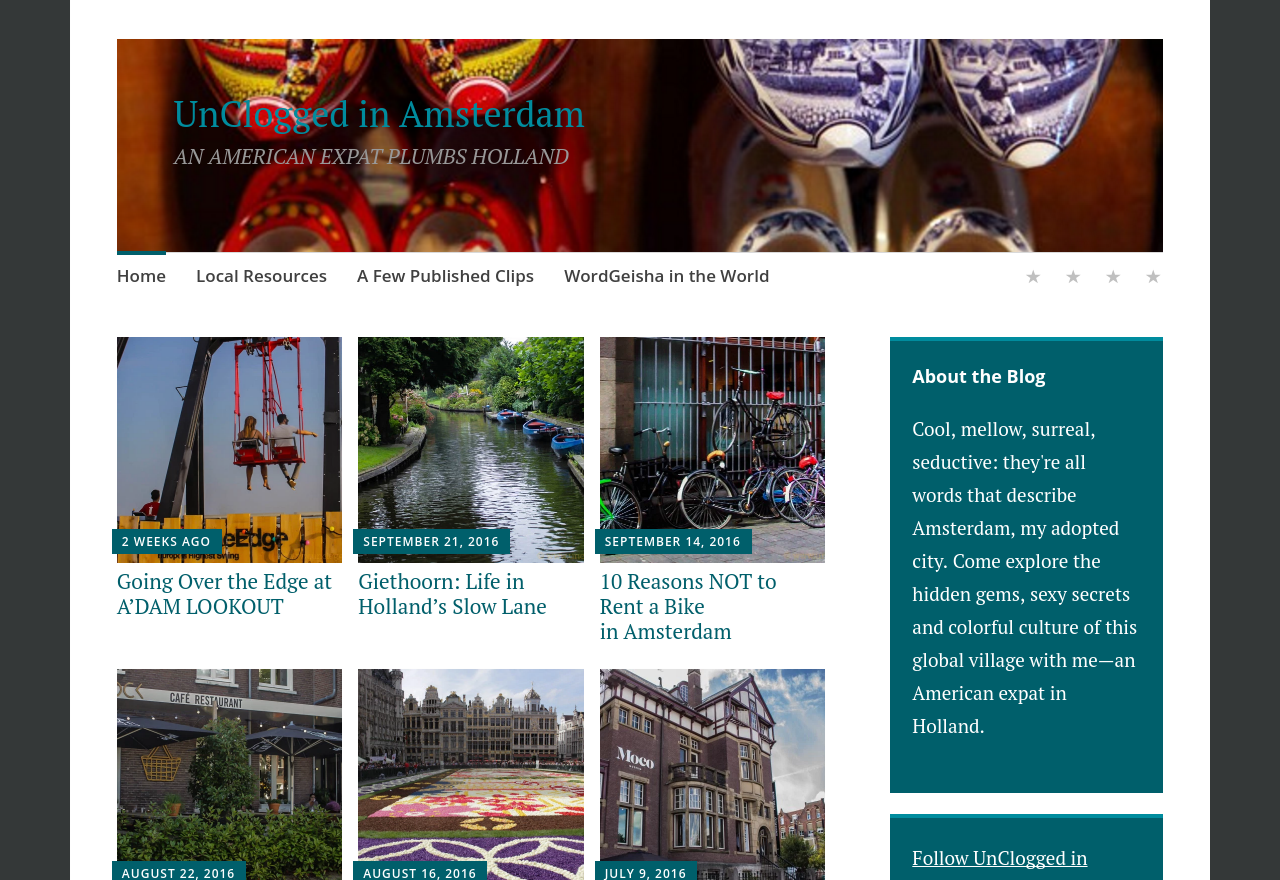 UnClogged in Amsterdam
AN AMERICAN EXPAT PLUMBS HOLLAND
Home
Local Resources
A Few Published Clips
WordGeisha in the World
2 WEEKS AGO
Going Over the Edge at
A’DAM LOOKOUT
SEPTEMBER 21, 2016
Giethoorn: Life in
Holland’s Slow Lane
SEPTEMBER 14, 2016
10 Reasons NOT to
Rent a Bike
in Amsterdam
CAFÉ RESTAURANT
AUGUST 22, 2016
AUGUST 16, 2016
Moco
JULY 9, 2016
About the Blog
Cool, mellow, surreal,
seductive: they're all
words that describe
Amsterdam, my adopted
city. Come explore the
hidden gems, sexy secrets
and colorful culture of this
global village with me—an
American expat in
Holland.
Follow UnClogged in